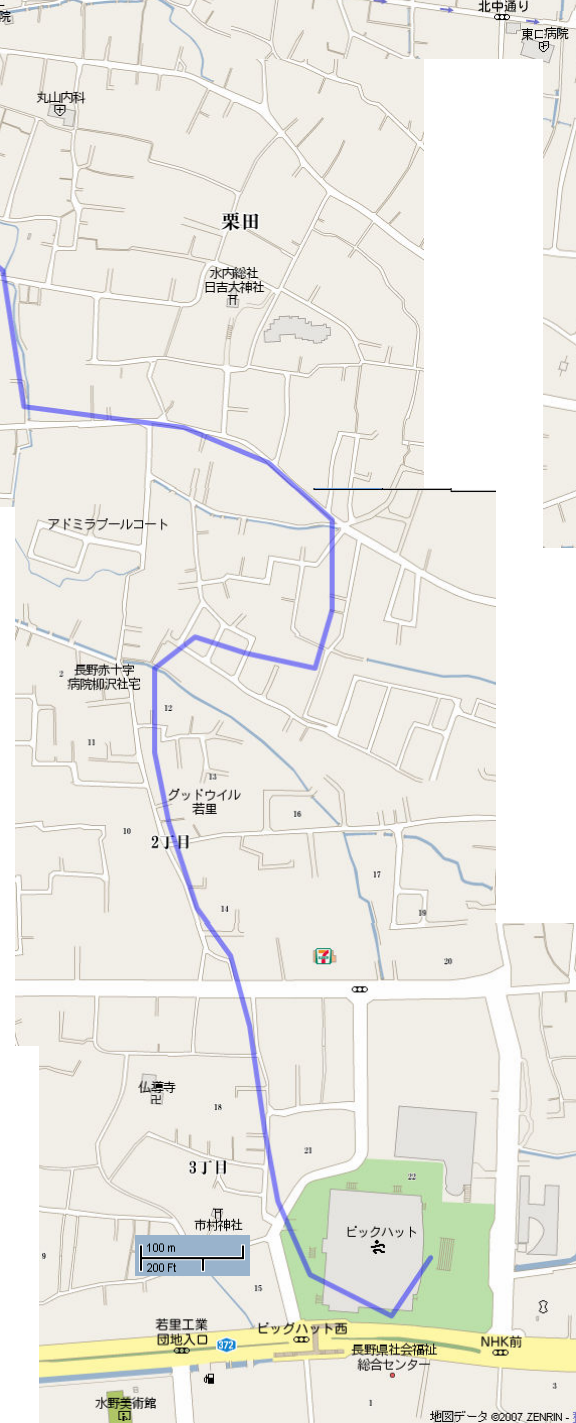 北中通り
東口病院
院
丸山内科
栗田
水内総社
日吉大神社
アドミラブールコート
長野赤十字
病院柳沢社宅
2
12
11
13
グッドウイル
若里
16
10
2丁目
17
14
19
20
仏導寺
18
21
3丁目
22
市村神社
ビックハット
100 m
200 Ft
9
15
若里工業
団地入口
ビッグハット西
372
長野県社会福祉
総合センター
NHK前
水野美術館
1
3
地図データ ©2007 ZENRIN -